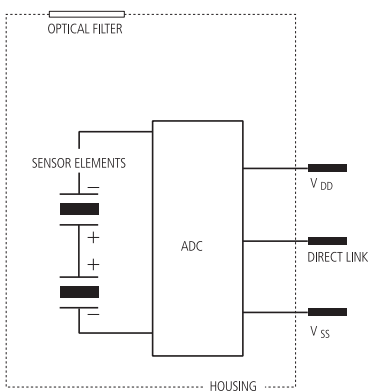 OPTICAL FILTER
SENSOR ELEMENTS
−
+
+
−
ADC
V DD
DIRECT LINK
V SS
HOUSING